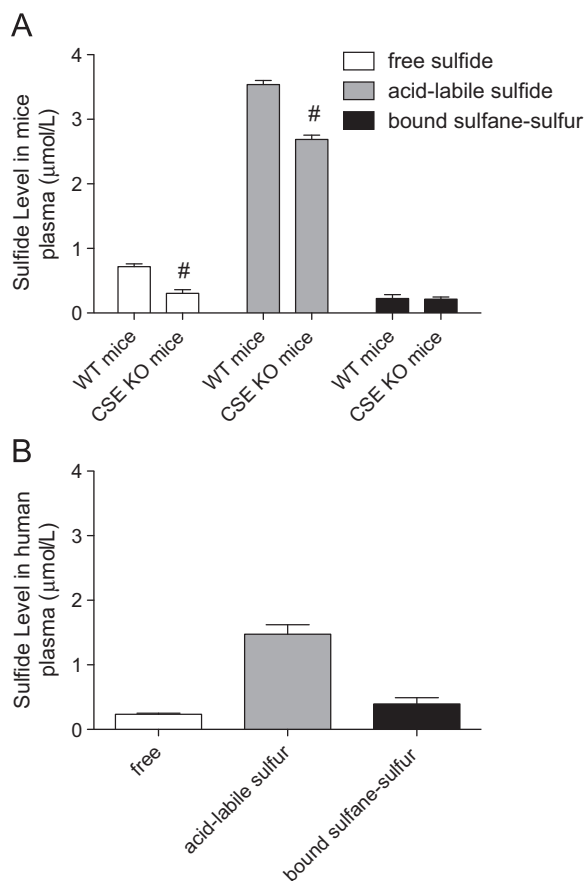 A
Sulfide Level in mice
plasma (μmol/L)
4
3
2
1
0
free sulfide
acid-labile sulfide
bound sulfane-sulfur
#
#
WT mice
CSE KO mice
WT mice
CSE KO mice
WT mice
CSE KO mice
B
Sulfide Level in human
plasma (μmol/L)
4
3
2
1
0
free
acid-labile sulfur
bound sulfane-sulfur